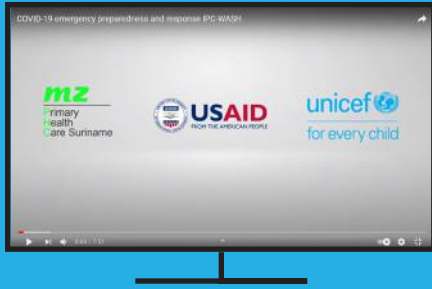 COVID-19 emergency preparedness and response IPC-WASH
mz
Primary
Health
Care Suriname
USAID
FROM THE AMERICAN PEOPLE
unicef
for every child